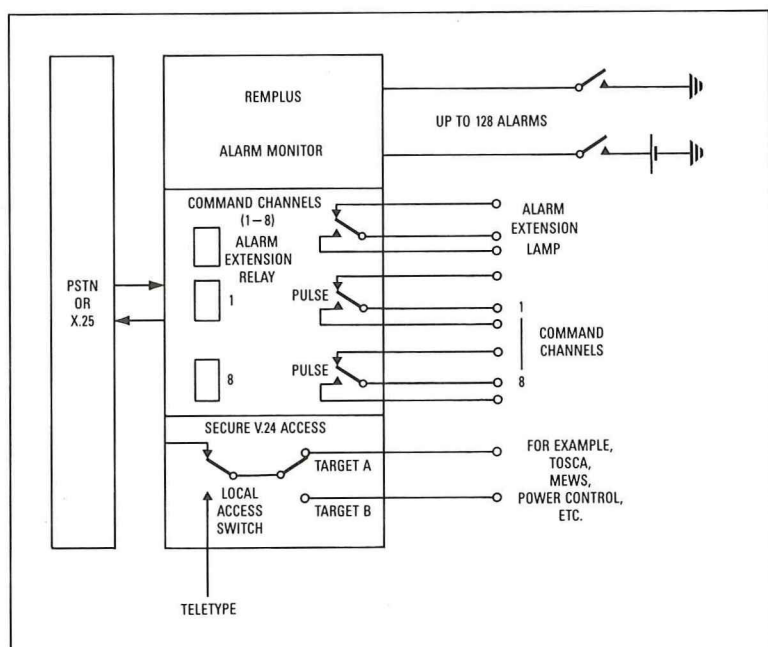 REMPLUS
ALARM MONITOR
UP TO 128 ALARMS
COMMAND CHANNELS
(1–8)
ALARM
EXTENSION
RELAY
ALARM
EXTENSION
LAMP
PSTN
OR
X.25
1
PULSE
1
COMMAND
CHANNELS
8
PULSE
8
SECURE V.24 ACCESS
TARGET A
LOCAL
ACCESS
SWITCH
TARGET B
FOR EXAMPLE,
TOSCA,
MEWS,
POWER CONTROL,
ETC.
TELETYPE